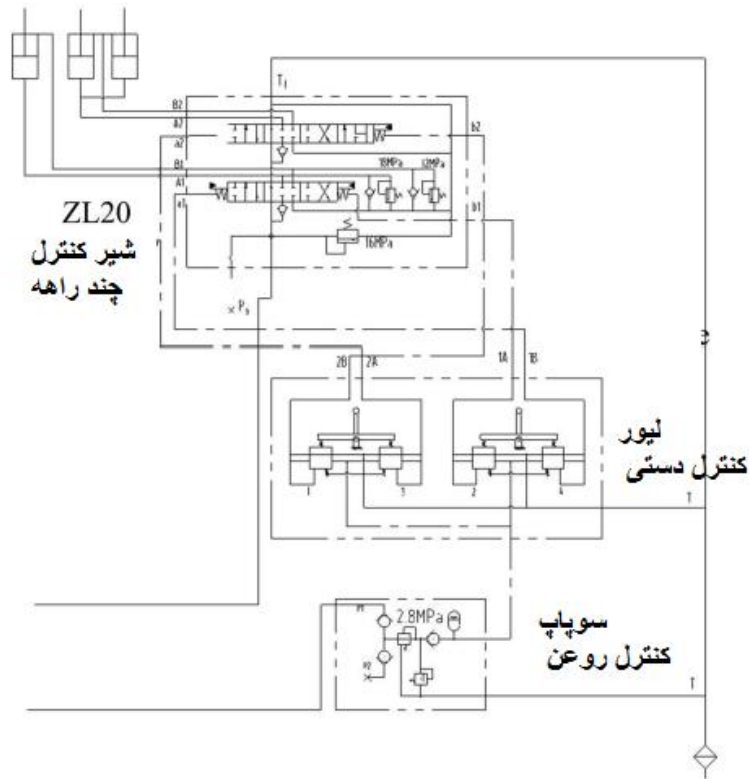 T1
B2
A2
a2
b2
B1
18MPa
12MPa
A1
a1
b1
ZL20
شیر کنترل
چند راهه
16MPa
2B
2A
1A
1B
لیور
کنترل دستی
1
3
2
4
T
2.8MPa
سوپاپ
کنترل روغن
P2
T